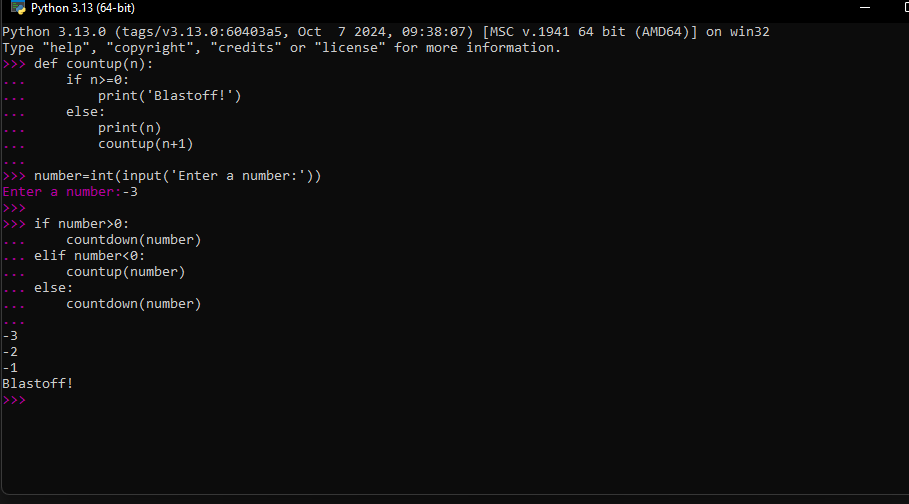 Python 3.13 (64-bit)
Python 3.13.0 (tags/v3.13.0:60403a5, Oct  7 2024, 09:38:07) [MSC v.1941 64 bit (AMD64)] on win32
Type "help", "copyright", "credits" or "license" for more information.
>>> def countup(n):
...     if n>=0:
...         print('Blastoff!')
...     else:
...         print(n)
...         countup(n+1)
...
>>> number=int(input('Enter a number:'))
Enter a number:-3
>>>
>>> if number>0:
...     countdown(number)
... elif number<0:
...     countup(number)
... else:
...     countdown(number)
...
-3
-2
-1
Blastoff!
>>>